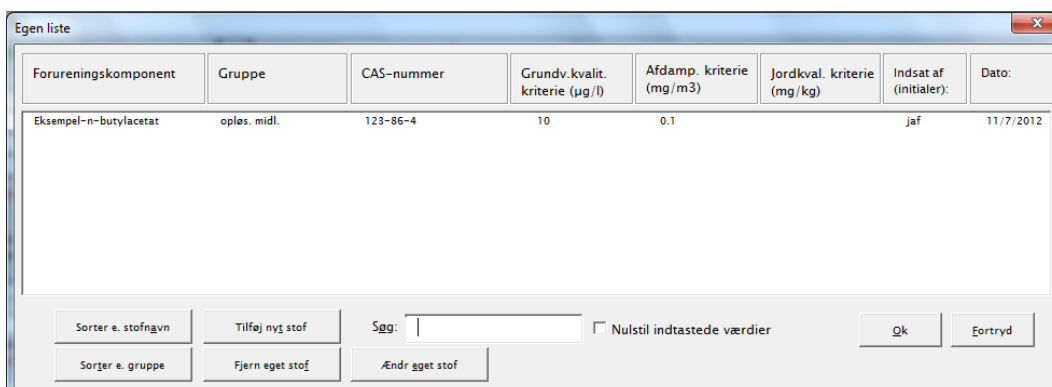 Egen liste
Forureningskomponent Gruppe CAS-nummer Grundv.kvalit. kriterie (µg/l) Afdamp. kriterie (mg/m3) Jordkval. kriterie (mg/kg) Indsat af (initialer): Dato:
Eksempel-n-butylacetat opløs. midl. 123-86-4 10 0.1 jaf 11/7/2012
Sorter e. stofnavn Tilføj nyt stof Søg: Nulstil indtastede værdier Ok Fortryd
Sorter e. gruppe Fjern eget stof Ændr eget stof